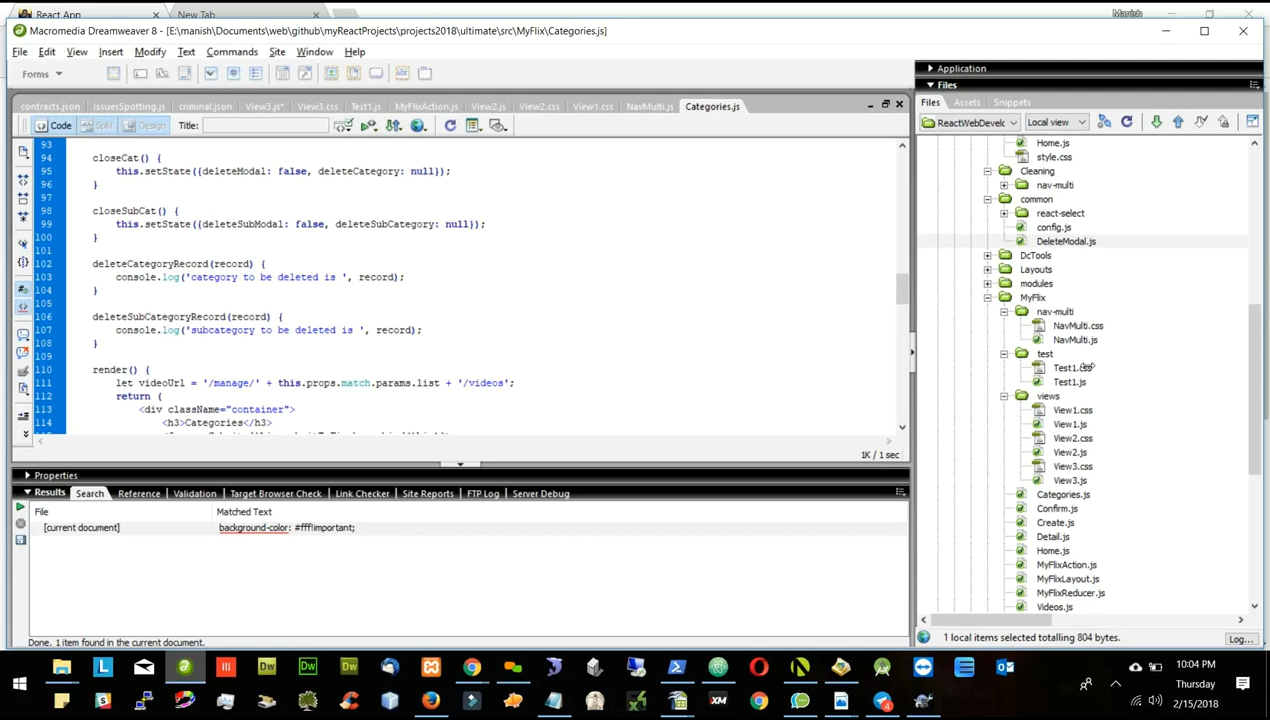 React App
New Tab
Manish
Macromedia Dreamweaver 8 - [E:\manish\Documents\web\github\myReactProjects\projects2018\ultimate\src\MyFlix\Categories.js]
File Edit View Insert Modify Text Commands Site Window Help
Forms
contracts.json IssuesSpotting.js criminal.json View3.js* View3.css Test1.js MyFlixAction.js View2.js View2.css View1.css NavMulti.js Categories.js
Code Split Design Title:
93
94 closeCat() {
95 this.setState({deleteModal: false, deleteCategory: null});
96 }
97
98 closeSubCat() {
99 this.setState({deleteSubModal: false, deleteSubCategory: null});
100 }
101
102 deleteCategoryRecord(record) {
103 console.log('category to be deleted is ', record);
104 }
105
106 deleteSubCategoryRecord(record) {
107 console.log('subcategory to be deleted is ', record);
108 }
109
110 render() {
111 let videoUrl = '/manage/' + this.props.match.params.list + '/videos';
112 return (
113 <div className="container">
114 <h3>Categories</h3>
1K / 1 sec
Properties
Results Search Reference Validation Target Browser Check Link Checker Site Reports FTP Log Server Debug
File Matched Text
[current document] background-color: #fff!important;
Done. 1 item found in the current document.
Application
Files
Files Assets Snippets
ReactWebDevek Local view
Home.js
style.css
Cleaning
nav-multi
common
react-select
config.js
DeleteModal.js
DcTools
Layouts
modules
MyFlix
nav-multi
NavMulti.css
NavMulti.js
test
Test1.css
Test1.js
views
View1.css
View1.js
View2.css
View2.js
View3.css
View3.js
Categories.js
Confirm.js
Create.js
Detail.js
Home.js
MyFlixAction.js
MyFlixLayout.js
MyFlixReducer.js
Videos.js
1 local items selected totalling 804 bytes.
Log...
10:04 PM
Thursday
2/15/2018